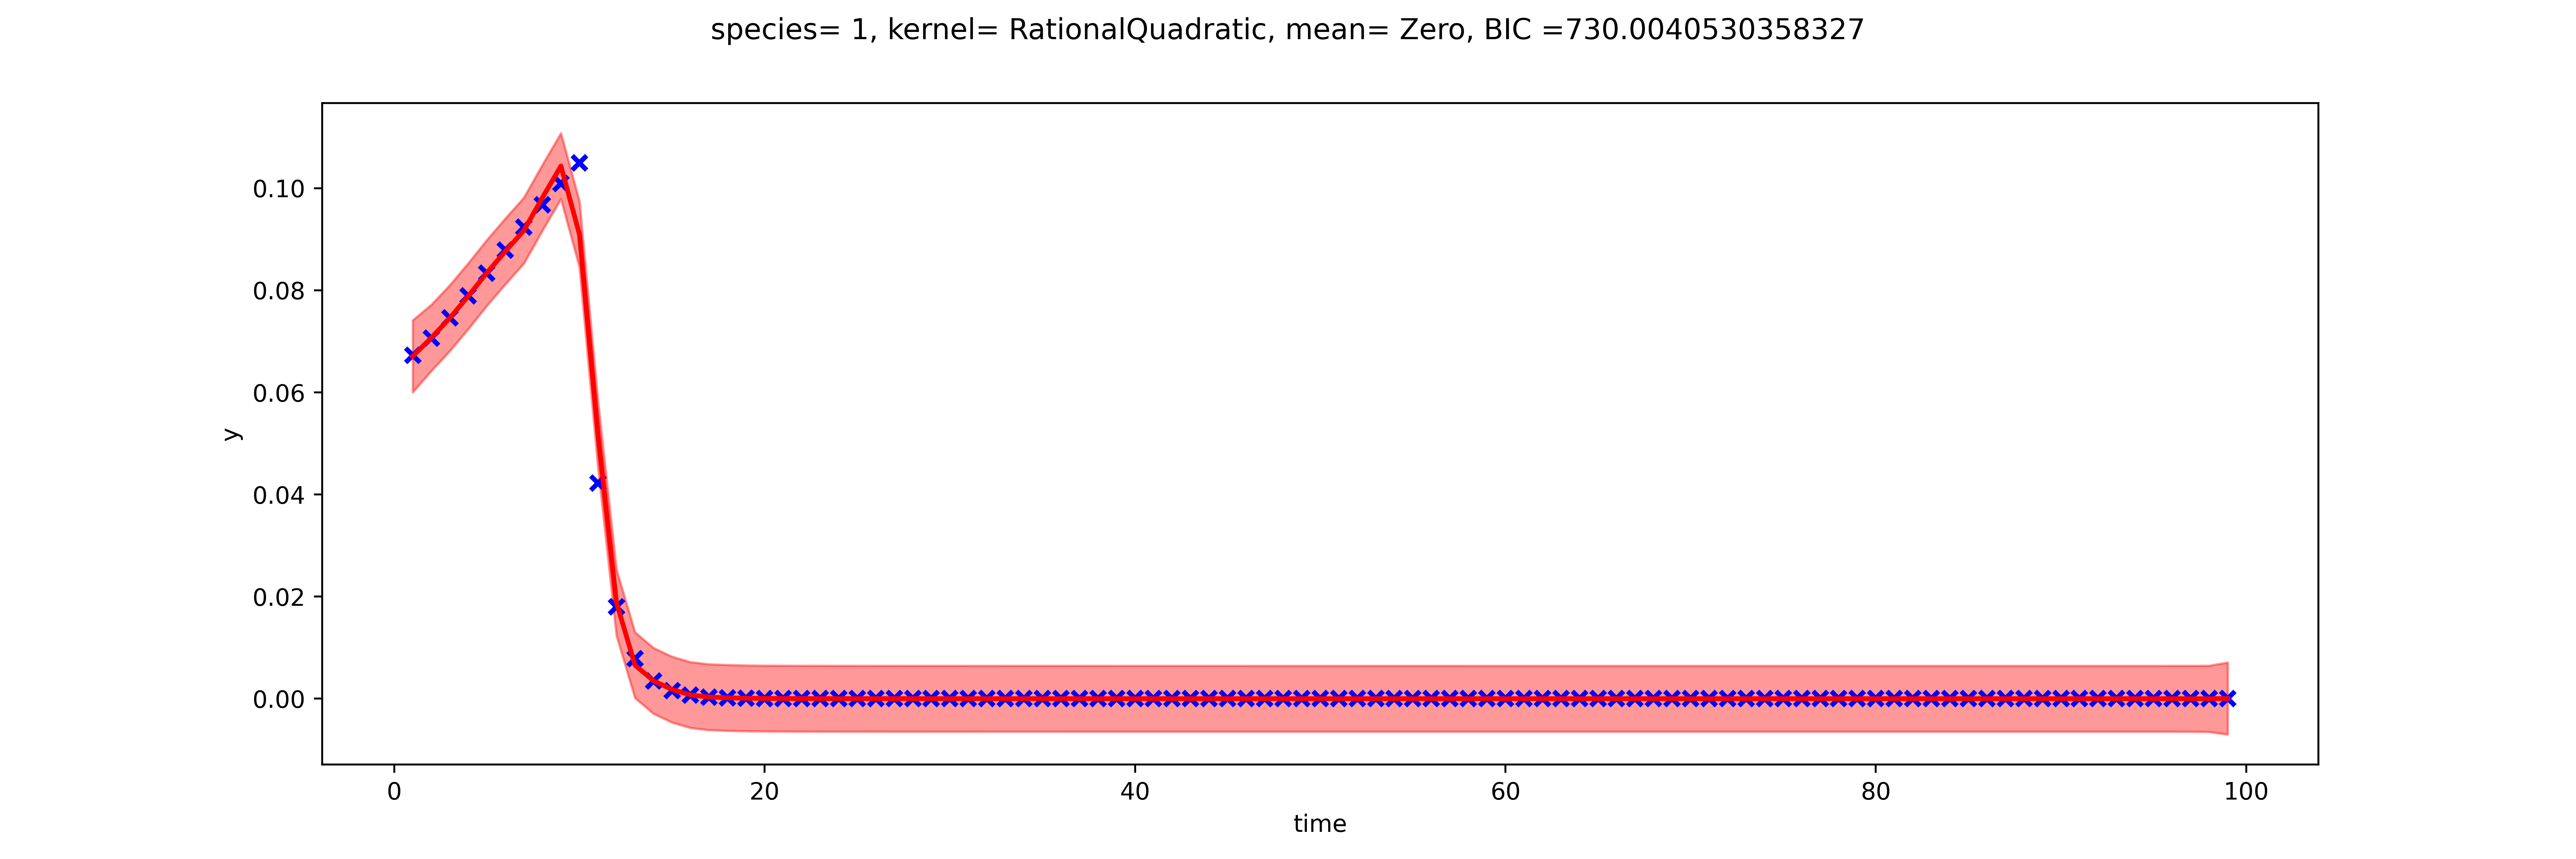 species= 1, kernel= RationalQuadratic, mean= Zero, BIC =730.0040530358327
0.10
0.08
0.06
0.04
0.02
0.00
y
0 20 40 60 80 100
time